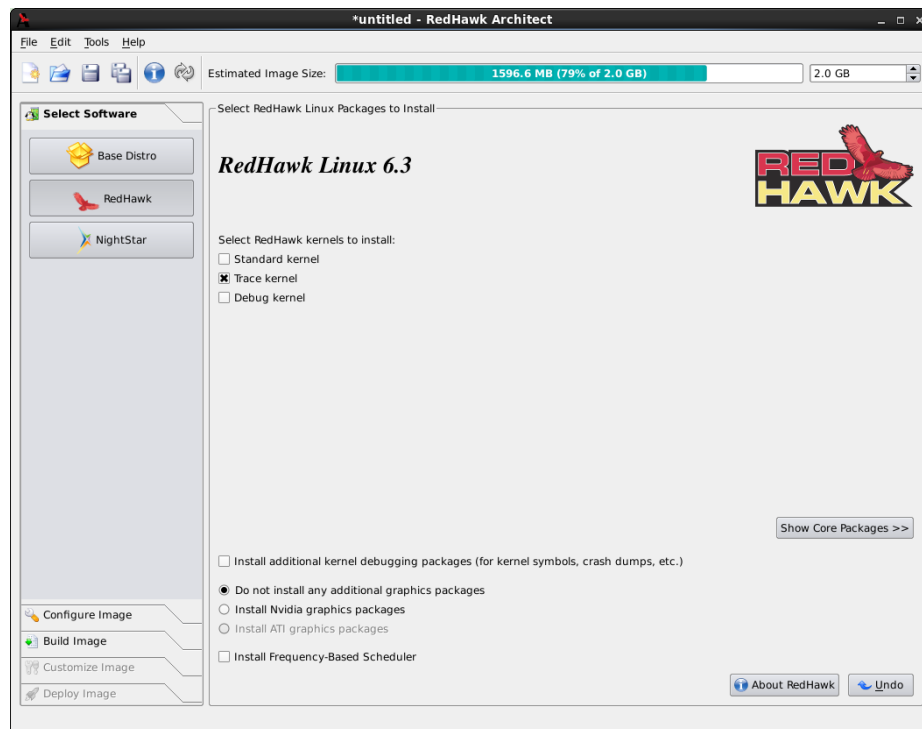 *untitled - RedHawk Architect
File Edit Tools Help
Estimated Image Size: 1596.6 MB (79% of 2.0 GB) 2.0 GB
Select Software
Base Distro
RedHawk
NightStar
Configure Image
Build Image
Customize Image
Deploy Image
Select RedHawk Linux Packages to Install
RedHawk Linux 6.3
RED
HAWK
Select RedHawk kernels to install:
Standard kernel
Trace kernel
Debug kernel
Show Core Packages >>
Install additional kernel debugging packages (for kernel symbols, crash dumps, etc.)
Do not install any additional graphics packages
Install Nvidia graphics packages
Install ATI graphics packages
Install Frequency-Based Scheduler
About RedHawk Undo